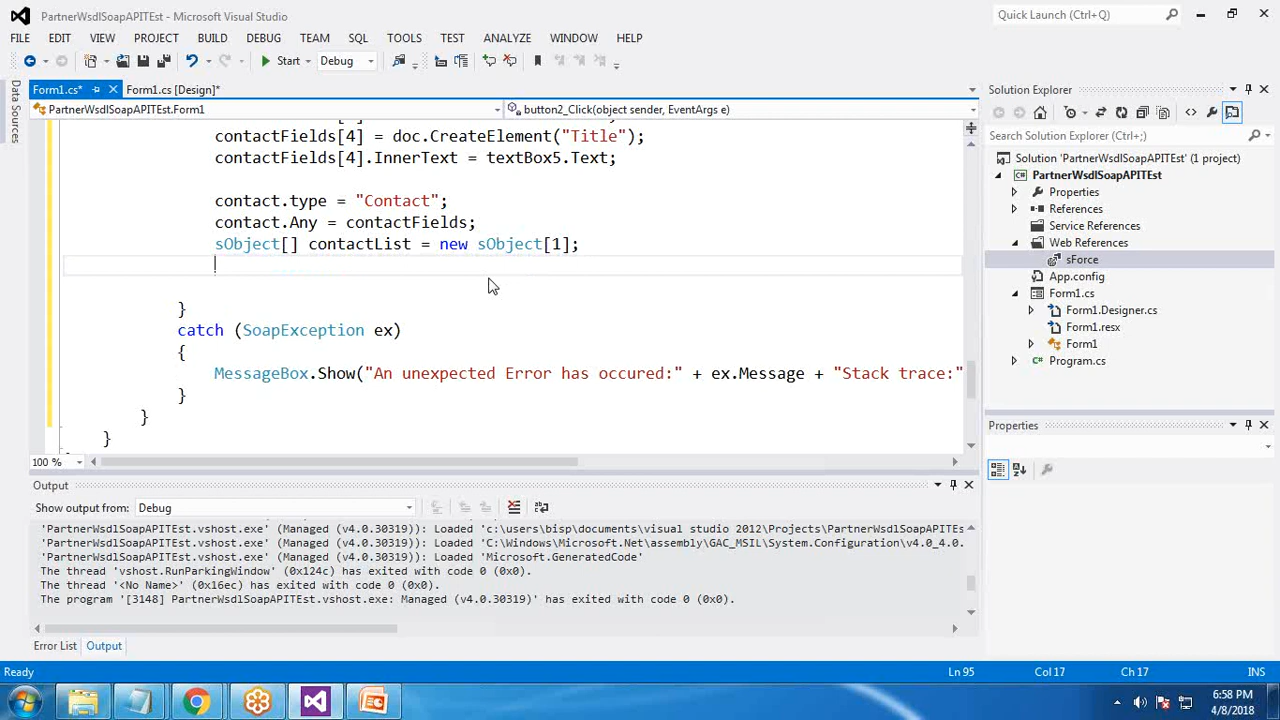 PartnerWsdlSoapAPITEst - Microsoft Visual Studio
Quick Launch (Ctrl+Q)
FILE EDIT VIEW PROJECT BUILD DEBUG TEAM SQL TOOLS TEST ANALYZE WINDOW HELP
Start Debug
Data Sources
Form1.cs* Form1.cs [Design]*
PartnerWsdlSoapAPITEst.Form1 button2_Click(object sender, EventArgs e)
contactFields[4] = doc.CreateElement("Title");
contactFields[4].InnerText = textBox5.Text;
contact.type = "Contact";
contact.Any = contactFields;
sObject[] contactList = new sObject[1];
}
catch (SoapException ex)
{
MessageBox.Show("An unexpected Error has occured:" + ex.Message + "Stack trace:"
}
}
}
100 %
Solution Explorer
Search Solution Explorer (Ctrl+;)
Solution 'PartnerWsdlSoapAPITEst' (1 project)
PartnerWsdlSoapAPITEst
Properties
References
Service References
Web References
sForce
App.config
Form1.cs
Form1.Designer.cs
Form1.resx
Form1
Program.cs
Properties
Output
Show output from: Debug
'PartnerWsdlSoapAPITEst.vshost.exe' (Managed (v4.0.30319)): Loaded 'c:\users\bisp\documents\visual studio 2012\Projects\PartnerWsdlSoapAPITEs
'PartnerWsdlSoapAPITEst.vshost.exe' (Managed (v4.0.30319)): Loaded 'C:\Windows\Microsoft.Net\assembly\GAC_MSIL\System.Configuration\v4.0_4.0.
'PartnerWsdlSoapAPITEst.vshost.exe' (Managed (v4.0.30319)): Loaded 'Microsoft.GeneratedCode'
The thread 'vshost.RunParkingWindow' (0x124c) has exited with code 0 (0x0).
The thread '<No Name>' (0x16ec) has exited with code 0 (0x0).
The program '[3148] PartnerWsdlSoapAPITEst.vshost.exe: Managed (v4.0.30319)' has exited with code 0 (0x0).
Error List Output
Ready Ln 95 Col 17 Ch 17 INS
6:58 PM
4/8/2018